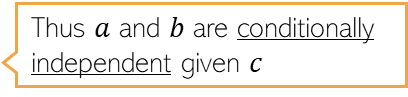 Thus a and b are conditionally
independent given c